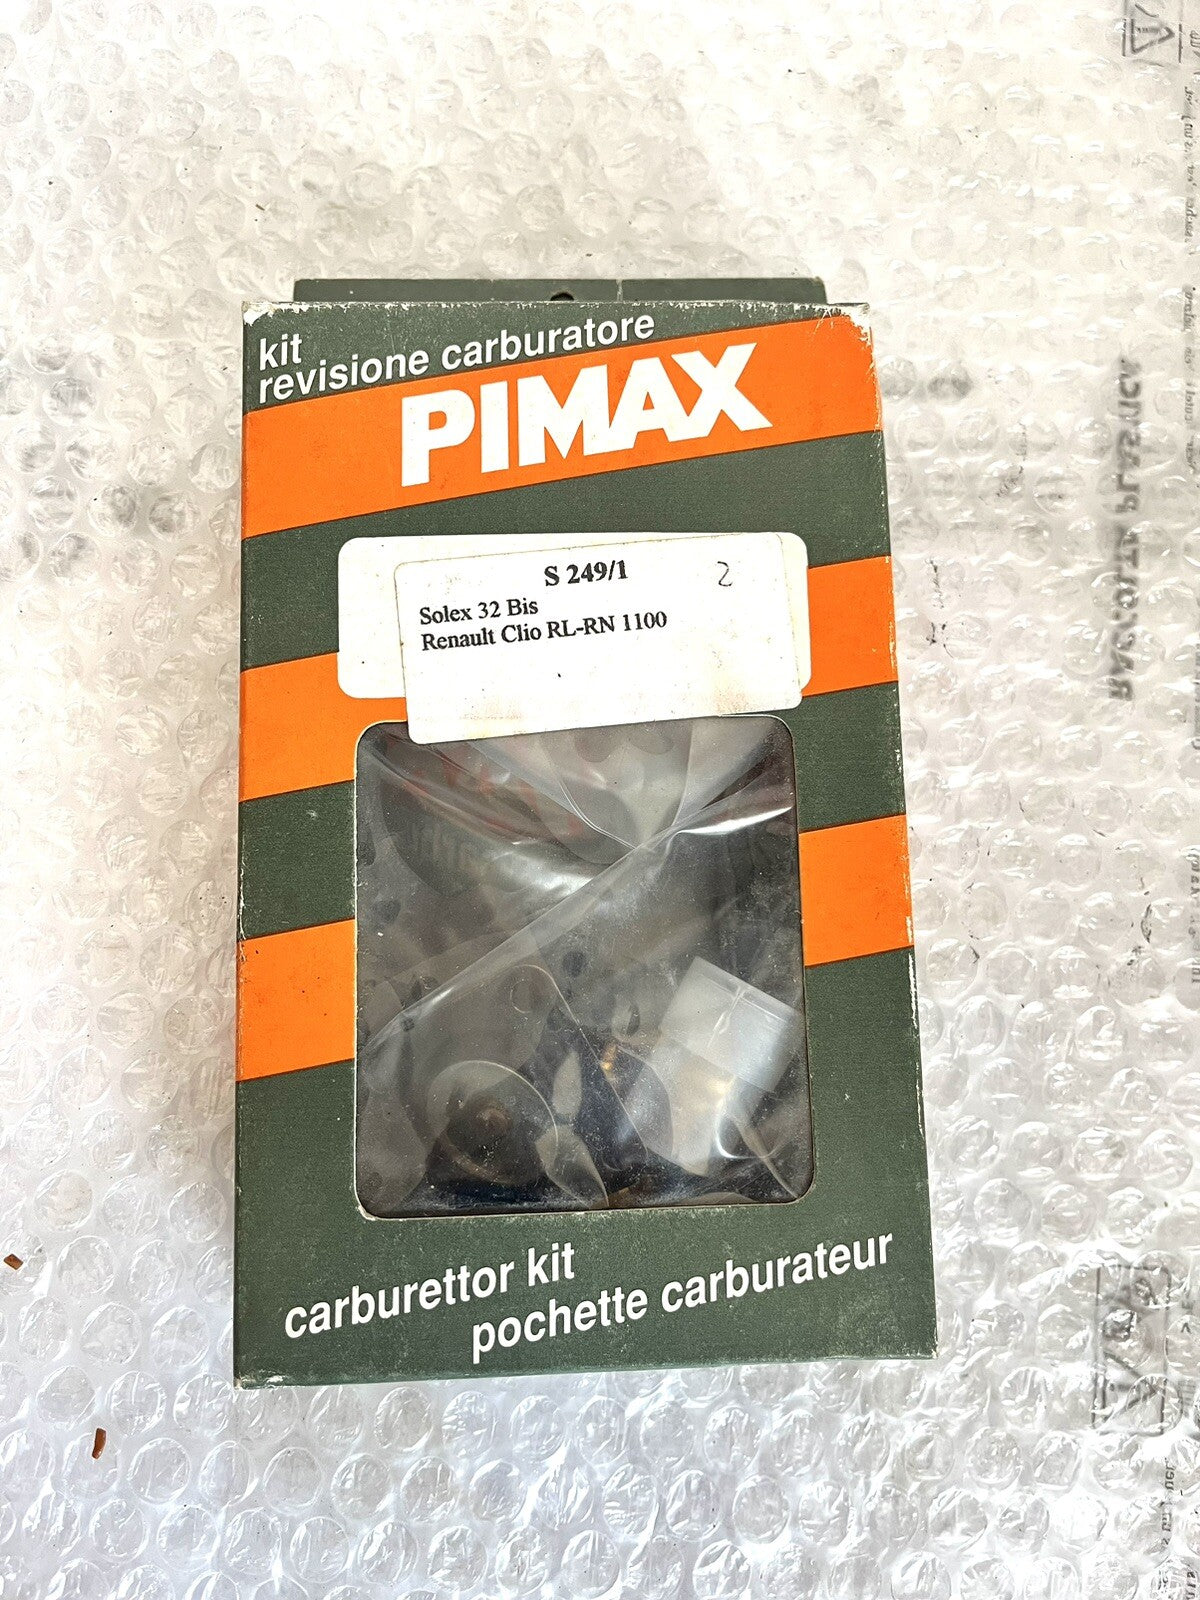 kit
revisione carburatore
PIMAX
S 249/1
2
Solex 32 Bis
Renault Clio RL-RN 1100
carburettor kit
pochette carburateur